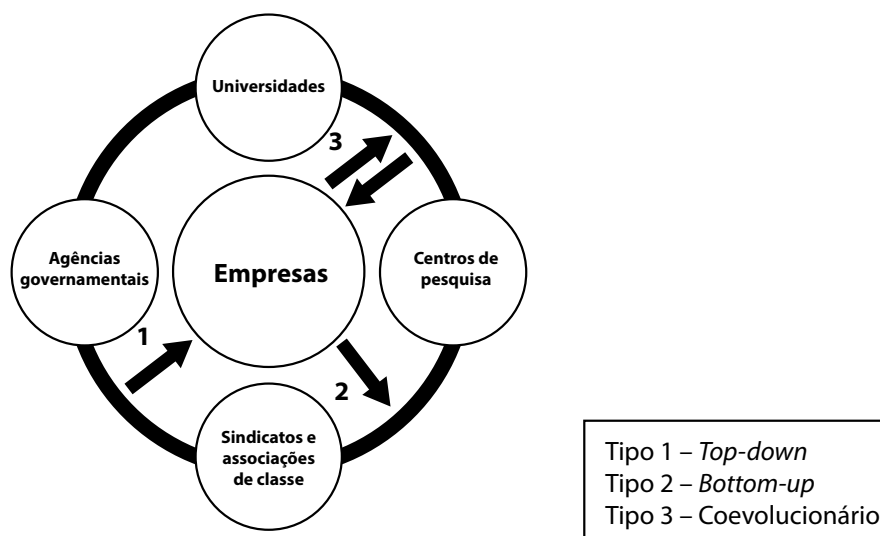 Universidades
3
Agências
governamentais
Empresas
Centros de
pesquisa
1
2
Sindicatos e
associações
de classe
Tipo 1 – Top-down
Tipo 2 – Bottom-up
Tipo 3 – Coevolucionário